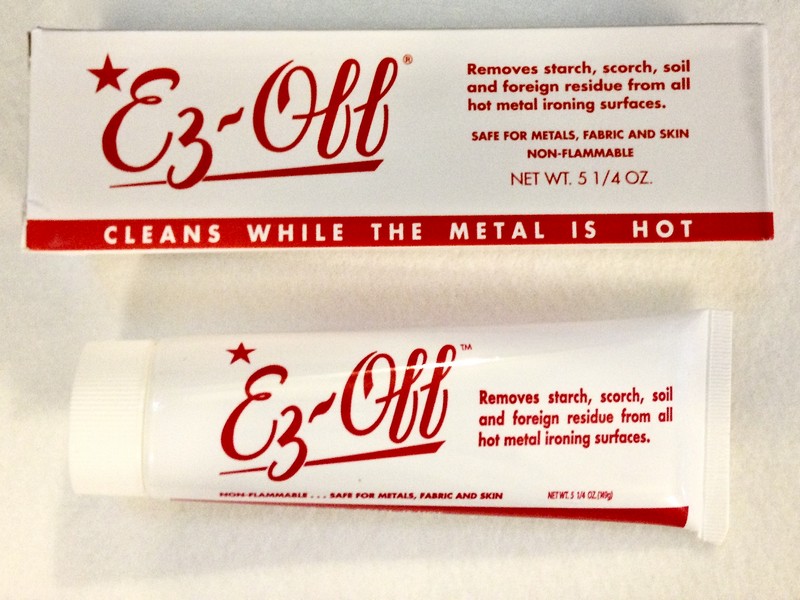 Ez-Off®
Removes starch, scorch, soil
and foreign residue from all
hot metal ironing surfaces.
SAFE FOR METALS, FABRIC AND SKIN
NON-FLAMMABLE
NET WT. 5 1/4 OZ.
CLEANS WHILE THE METAL IS HOT
Ez-Off™
Removes starch, scorch, soil
and foreign residue from all
hot metal ironing surfaces.
NON-FLAMMABLE . . . SAFE FOR METALS, FABRIC AND SKIN
NET WT. 5 1/4 OZ.(149g)